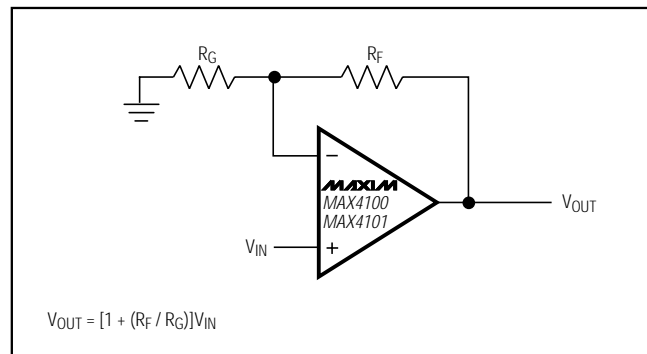 RG
RF
−
MAXIM
MAX4100
MAX4101
VOUT
VIN
+
VOUT = [1 + (RF / RG)]VIN